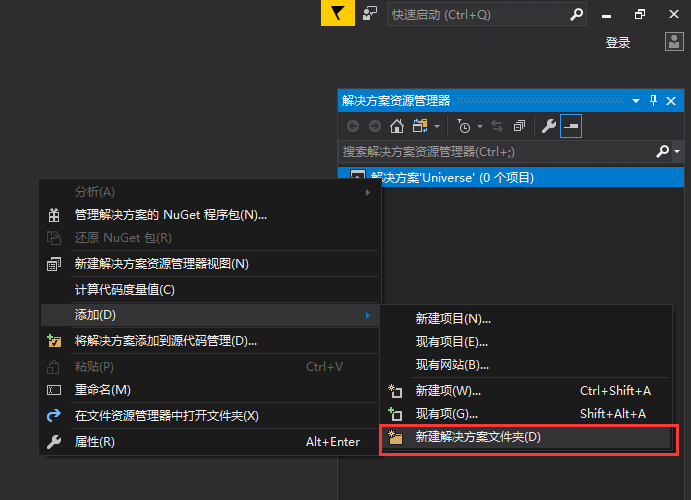 快速启动 (Ctrl+Q)
登录
解决方案资源管理器
搜索解决方案资源管理器(Ctrl+;)
解决方案'Universe' (0 个项目)
分析(A)
管理解决方案的 NuGet 程序包(N)...
还原 NuGet 包(R)
新建解决方案资源管理器视图(N)
计算代码度量值(C)
添加(D)
将解决方案添加到源代码管理(D)...
粘贴(P) Ctrl+V
重命名(M)
在文件资源管理器中打开文件夹(X)
属性(R) Alt+Enter
新建项目(N)...
现有项目(E)...
现有网站(B)...
新建项(W)... Ctrl+Shift+A
现有项(G)... Shift+Alt+A
新建解决方案文件夹(D)